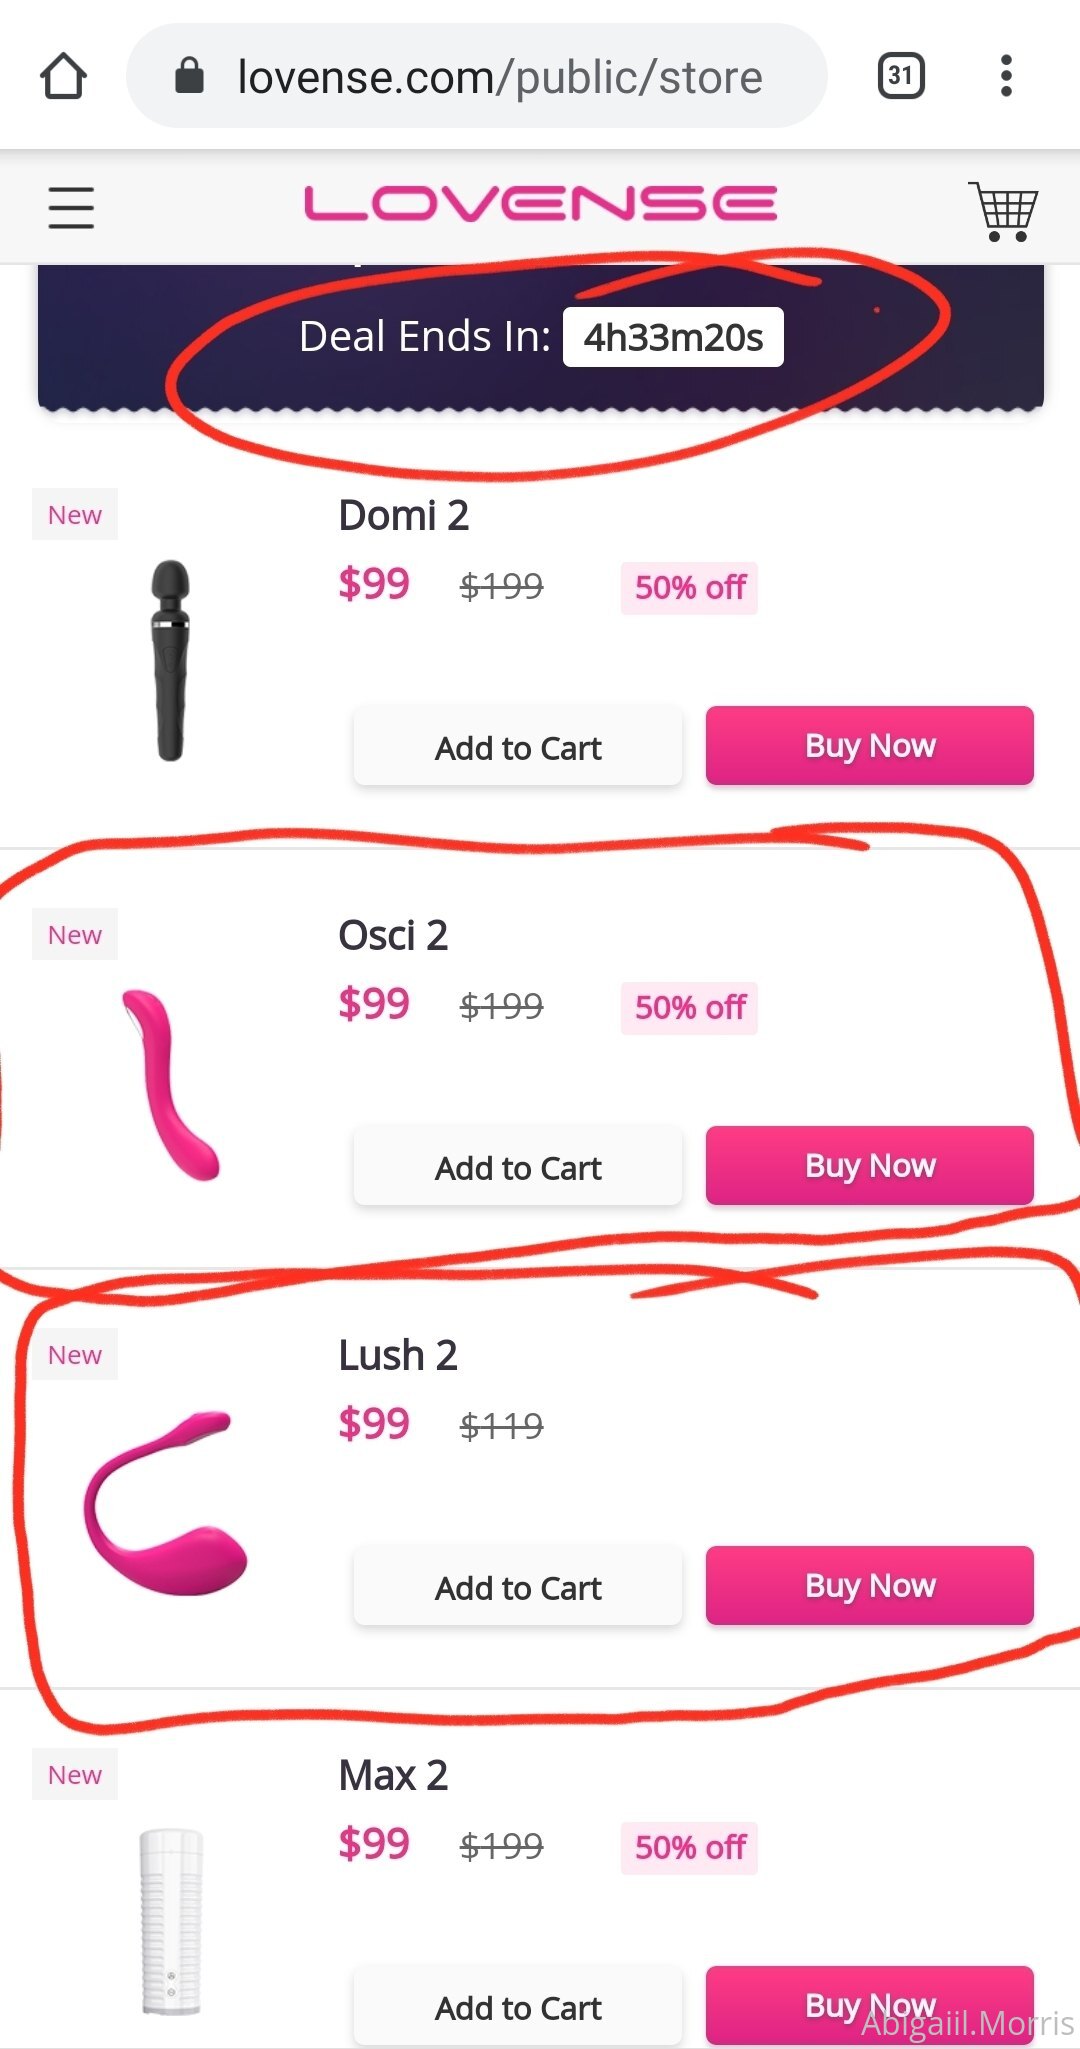 lovense.com/public/store
31
LOVENSE
Deal Ends In: 4h33m20s
New
Domi 2
$99 $199 50% off
Add to Cart Buy Now
New
Osci 2
$99 $199 50% off
Add to Cart Buy Now
New
Lush 2
$99 $119
Add to Cart Buy Now
New
Max 2
$99 $199 50% off
Add to Cart Buy Now
Abigaiil.Morris